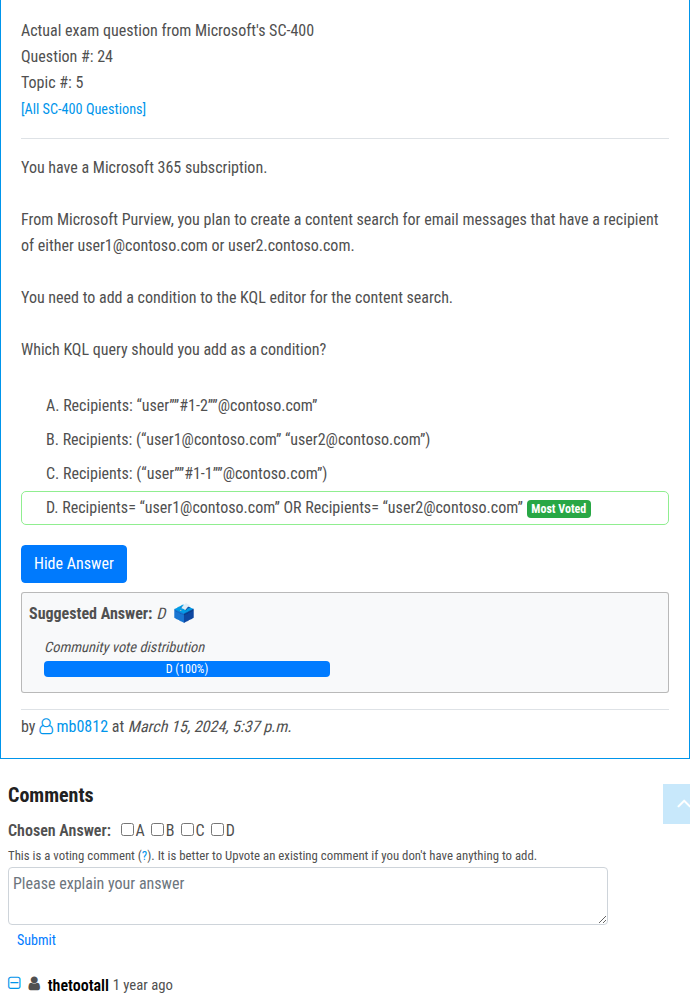 Actual exam question from Microsoft's SC-400
Question #: 24
Topic #: 5
[All SC-400 Questions]
You have a Microsoft 365 subscription.
From Microsoft Purview, you plan to create a content search for email messages that have a recipient
of either user1@contoso.com or user2.contoso.com.
You need to add a condition to the KQL editor for the content search.
Which KQL query should you add as a condition?
A. Recipients: “user””#1-2””@contoso.com”
B. Recipients: (“user1@contoso.com” “user2@contoso.com”)
C. Recipients: (“user””#1-1””@contoso.com”)
D. Recipients= “user1@contoso.com” OR Recipients= “user2@contoso.com” Most Voted
Hide Answer
Suggested Answer: D
Community vote distribution
D (100%)
by mb0812 at March 15, 2024, 5:37 p.m.
Comments
Chosen Answer: A B C D
This is a voting comment (?). It is better to Upvote an existing comment if you don't have anything to add.
Please explain your answer
Submit
thetootall 1 year ago